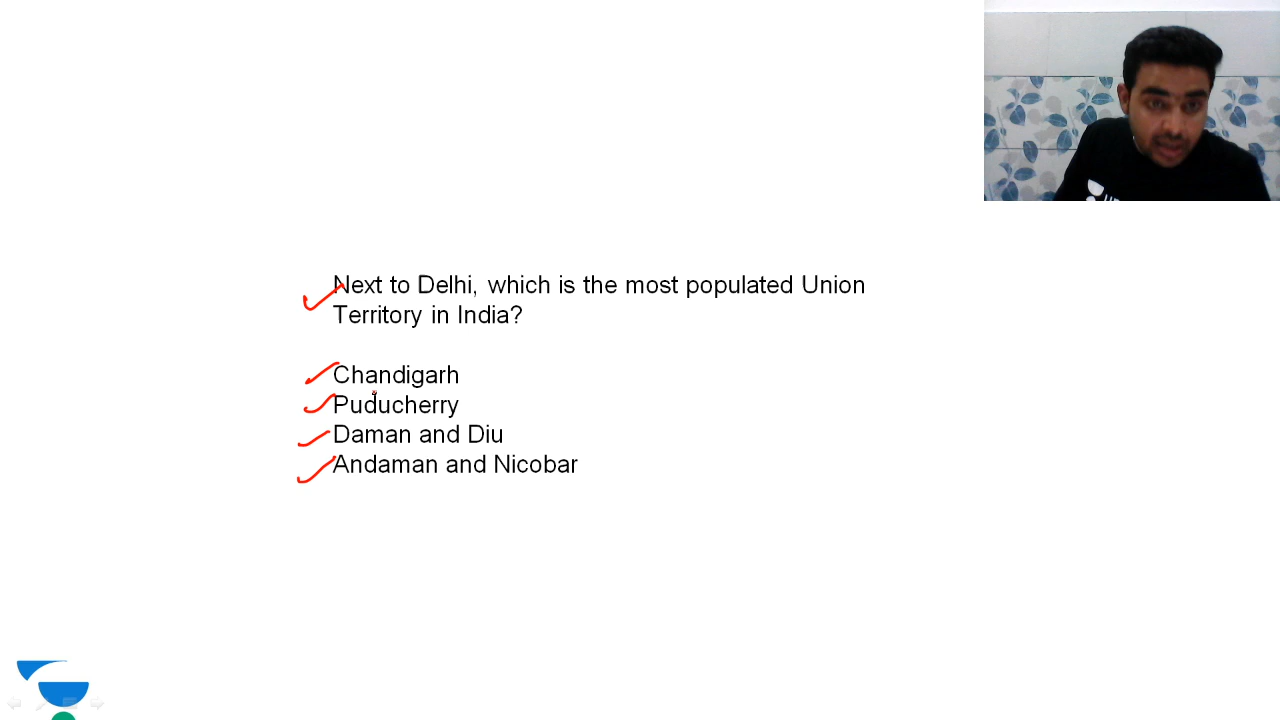 Next to Delhi, which is the most populated Union
Territory in India?
Chandigarh
Puducherry
Daman and Diu
Andaman and Nicobar